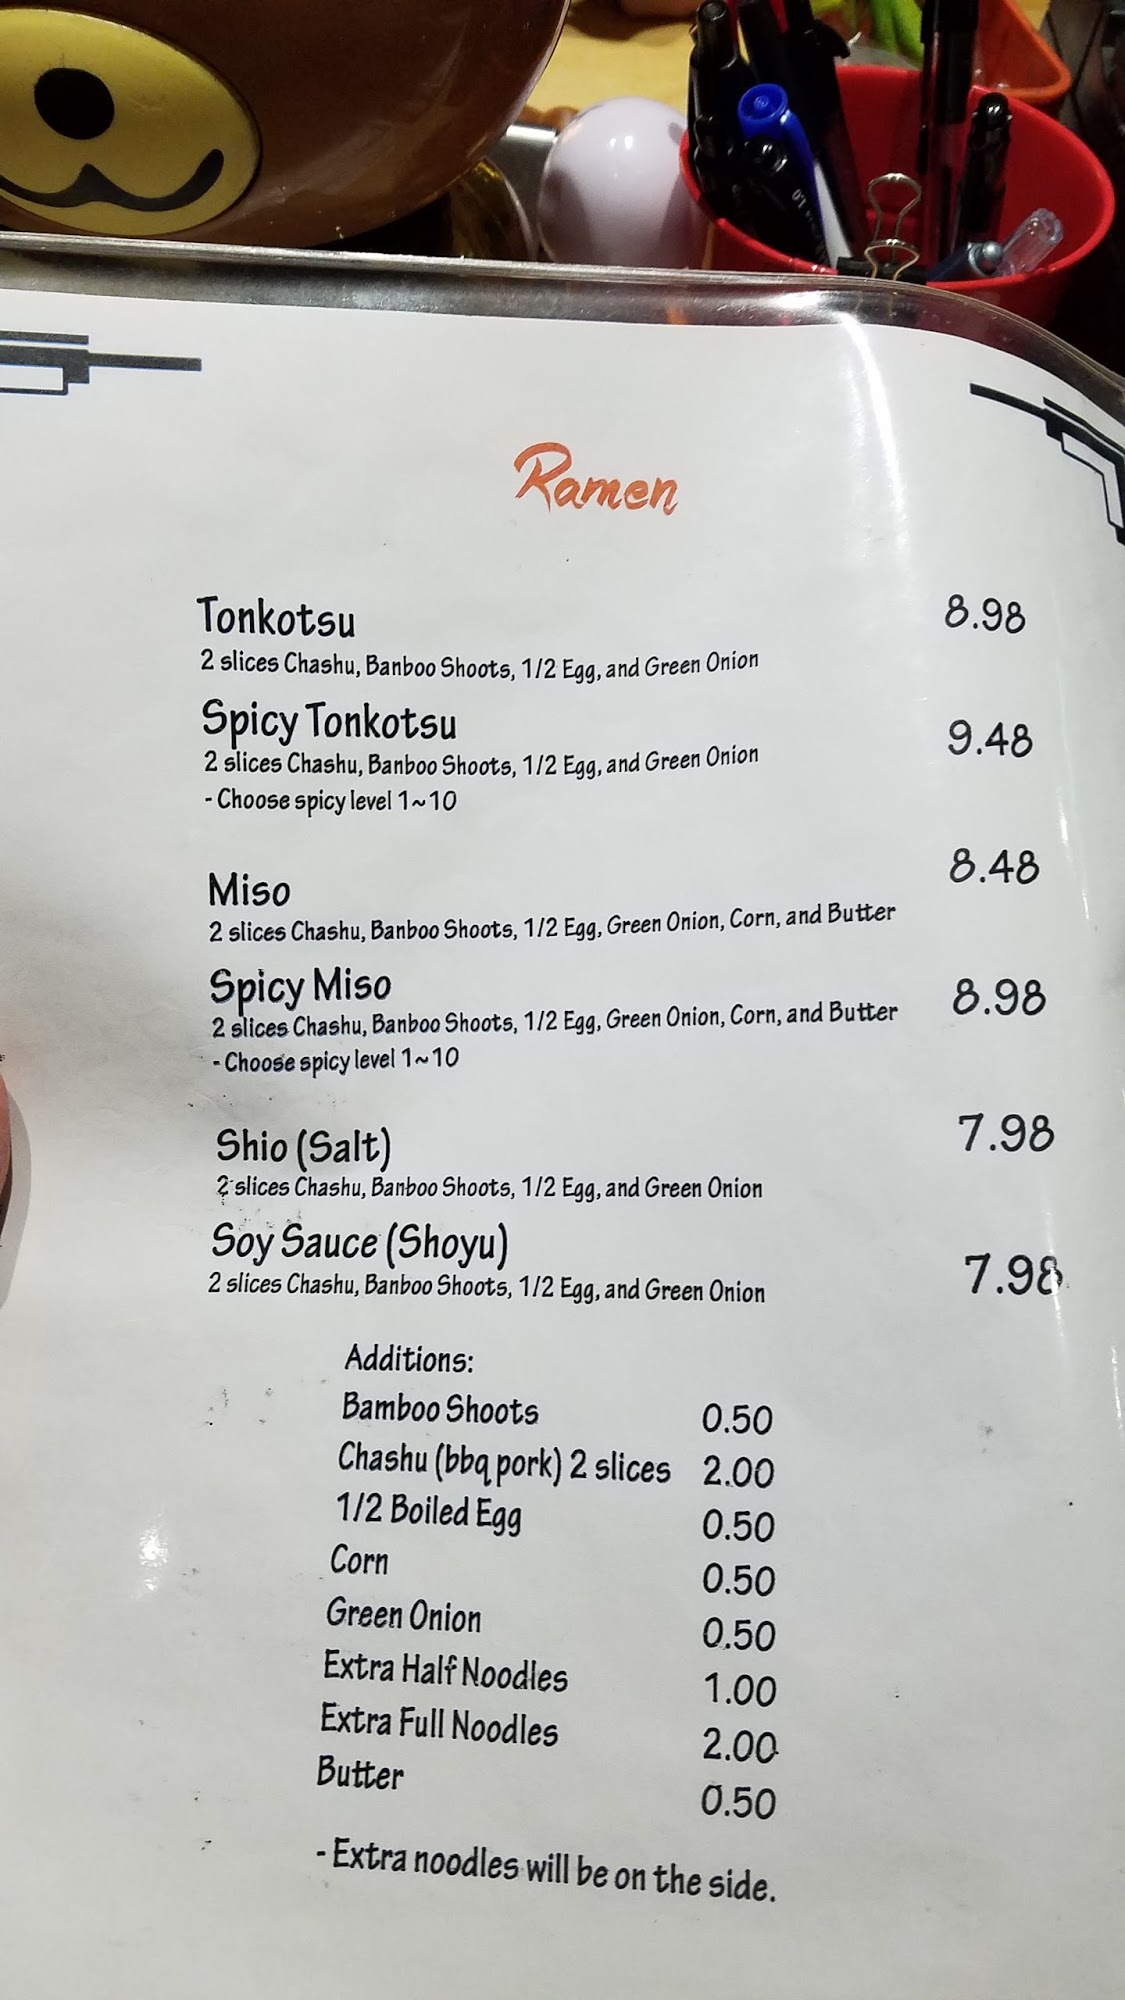 Ramen
Tonkotsu 8.98
2 slices Chashu, Banboo Shoots, 1/2 Egg, and Green Onion
Spicy Tonkotsu 9.48
2 slices Chashu, Banboo Shoots, 1/2 Egg, and Green Onion
- Choose spicy level 1~10
Miso 8.48
2 slices Chashu, Banboo Shoots, 1/2 Egg, Green Onion, Corn, and Butter
Spicy Miso 8.98
2 slices Chashu, Banboo Shoots, 1/2 Egg, Green Onion, Corn, and Butter
- Choose spicy level 1~10
Shio (Salt) 7.98
2 slices Chashu, Banboo Shoots, 1/2 Egg, and Green Onion
Soy Sauce (Shoyu) 7.98
2 slices Chashu, Banboo Shoots, 1/2 Egg, and Green Onion
Additions:
Bamboo Shoots 0.50
Chashu (bbq pork) 2 slices 2.00
1/2 Boiled Egg 0.50
Corn 0.50
Green Onion 0.50
Extra Half Noodles 1.00
Extra Full Noodles 2.00
Butter 0.50
- Extra noodles will be on the side.